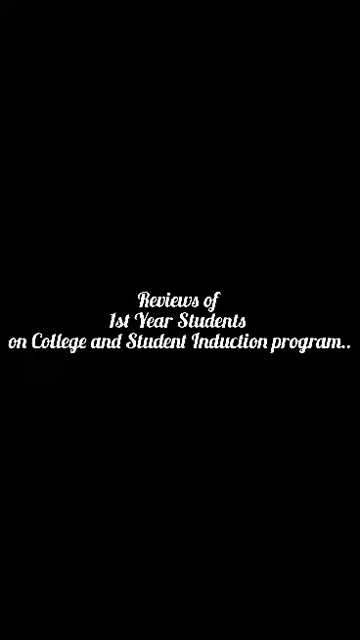 Reviews of
1st Year Students
on College and Student Induction program..